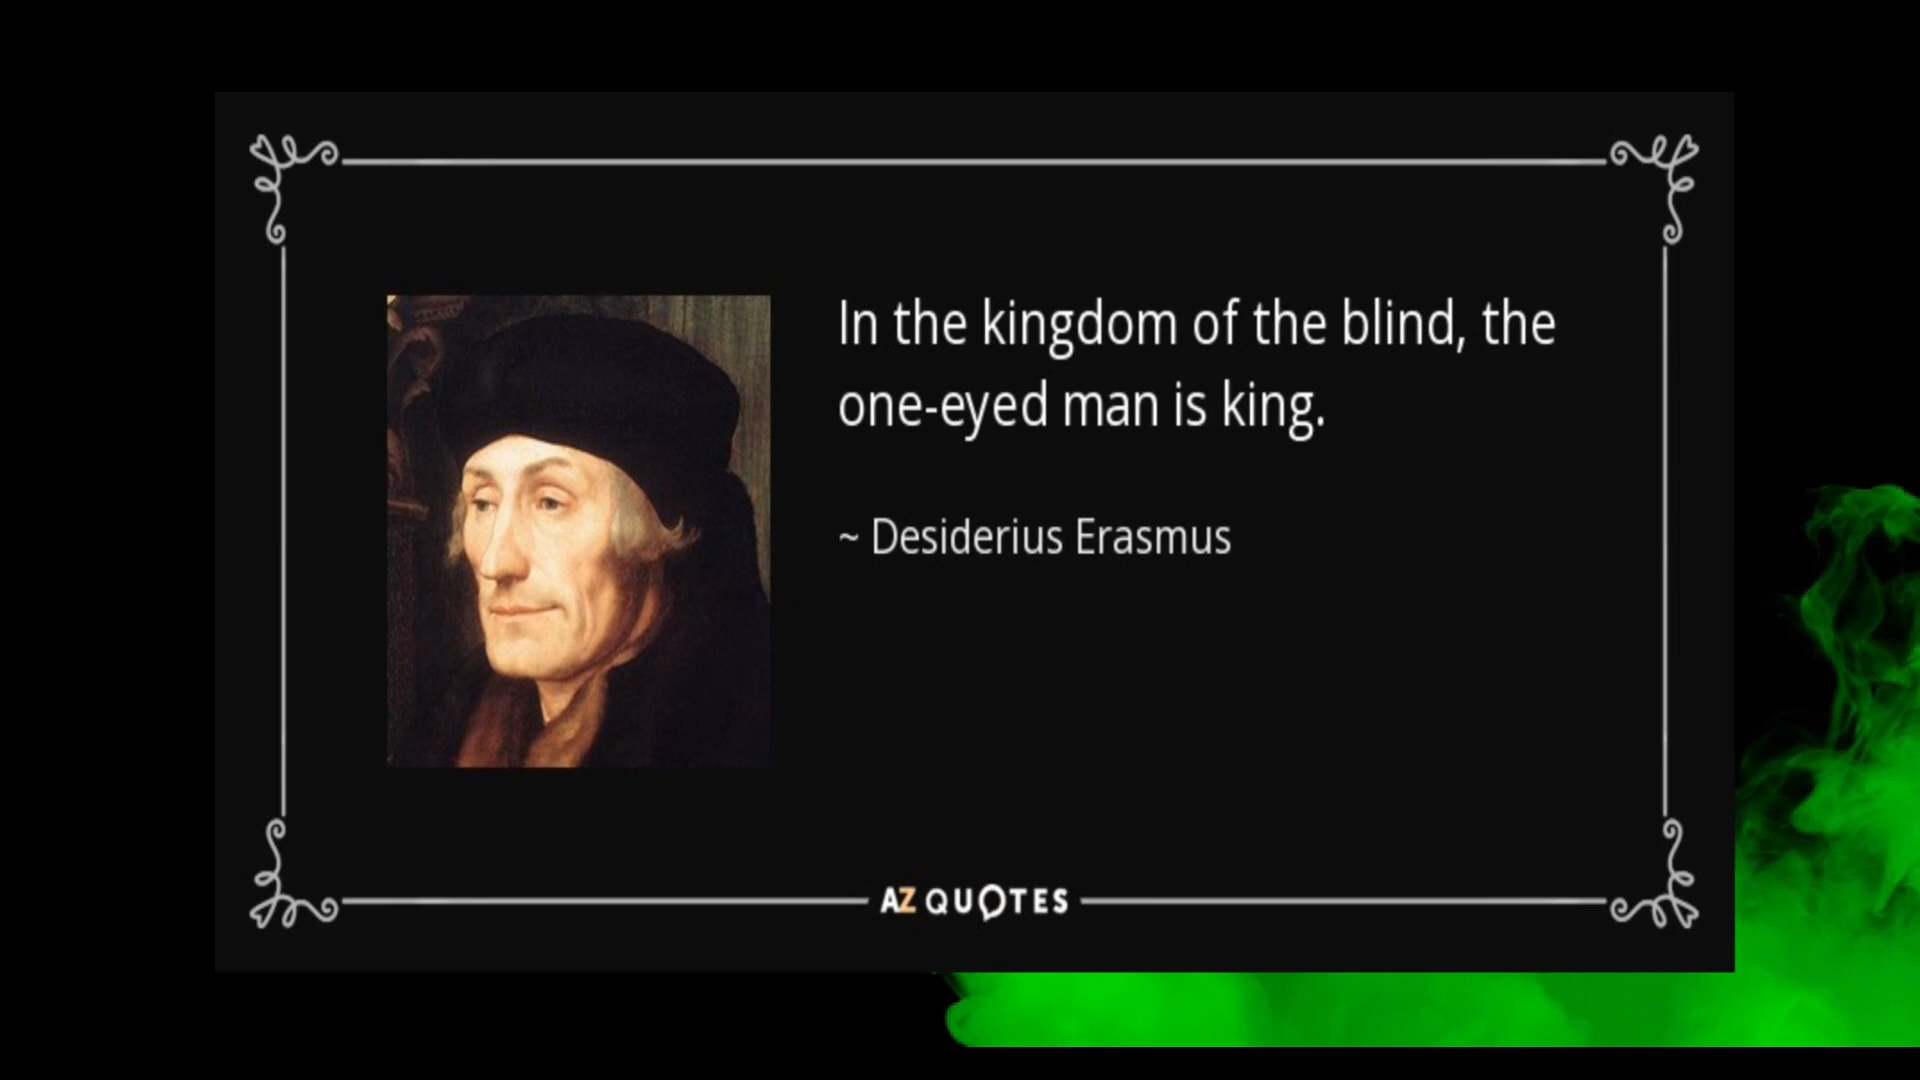 In the kingdom of the blind, the
one-eyed man is king.
~ Desiderius Erasmus
AZ QUOTES